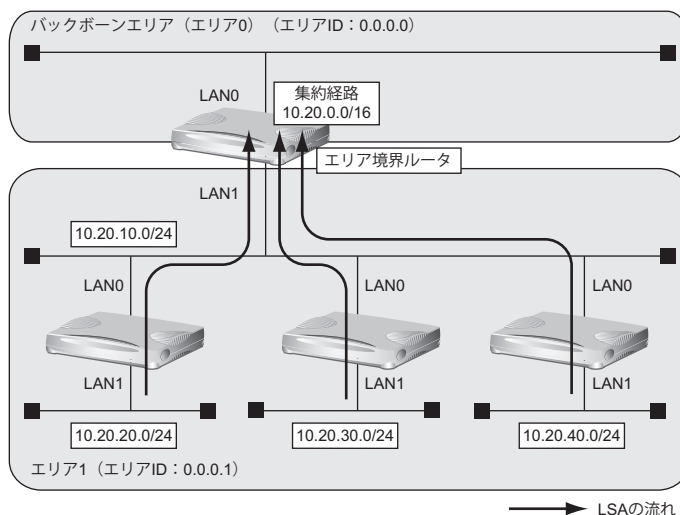 バックボーンエリア（エリア0）（エリアID：0.0.0.0）
LAN0
集約経路
10.20.0.0/16
エリア境界ルータ
LAN1
10.20.10.0/24
LAN0
LAN0
LAN0
LAN1
LAN1
LAN1
10.20.20.0/24
10.20.30.0/24
10.20.40.0/24
エリア1（エリアID：0.0.0.1）
LSAの流れ